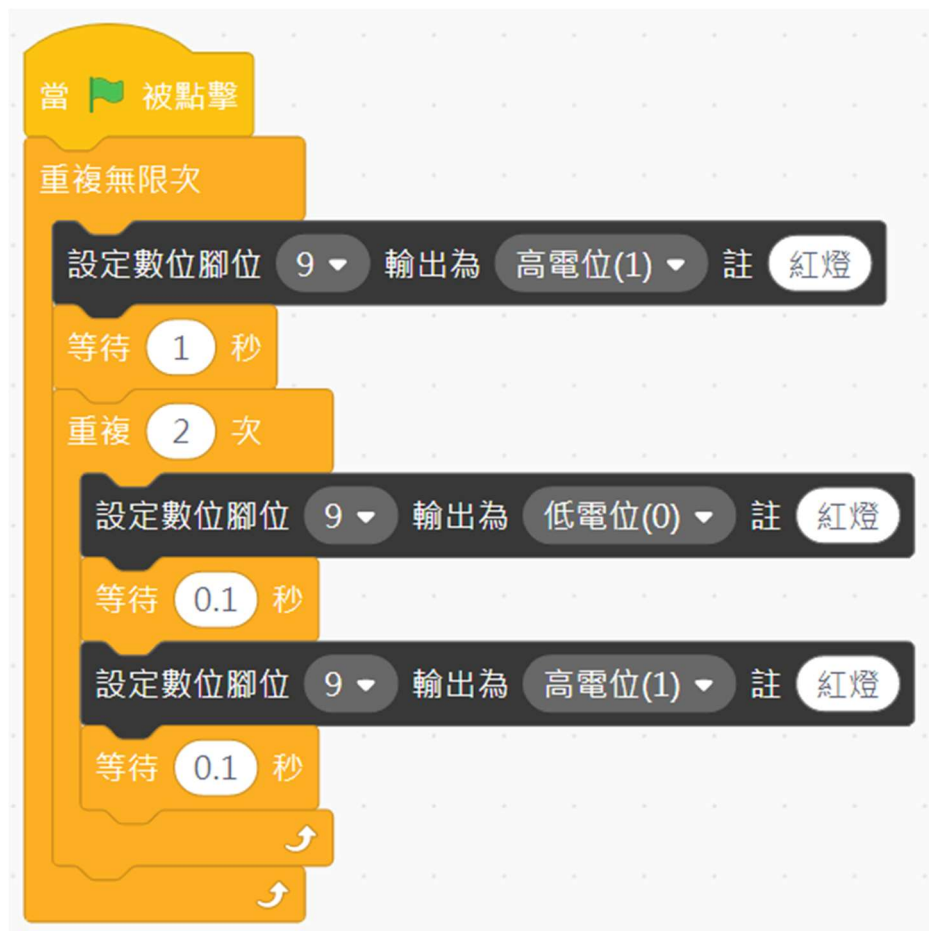 當 被點擊
重複無限次
設定數位腳位 9 輸出為 高電位(1) 註 紅燈
等待 1 秒
重複 2 次
設定數位腳位 9 輸出為 低電位(0) 註 紅燈
等待 0.1 秒
設定數位腳位 9 輸出為 高電位(1) 註 紅燈
等待 0.1 秒